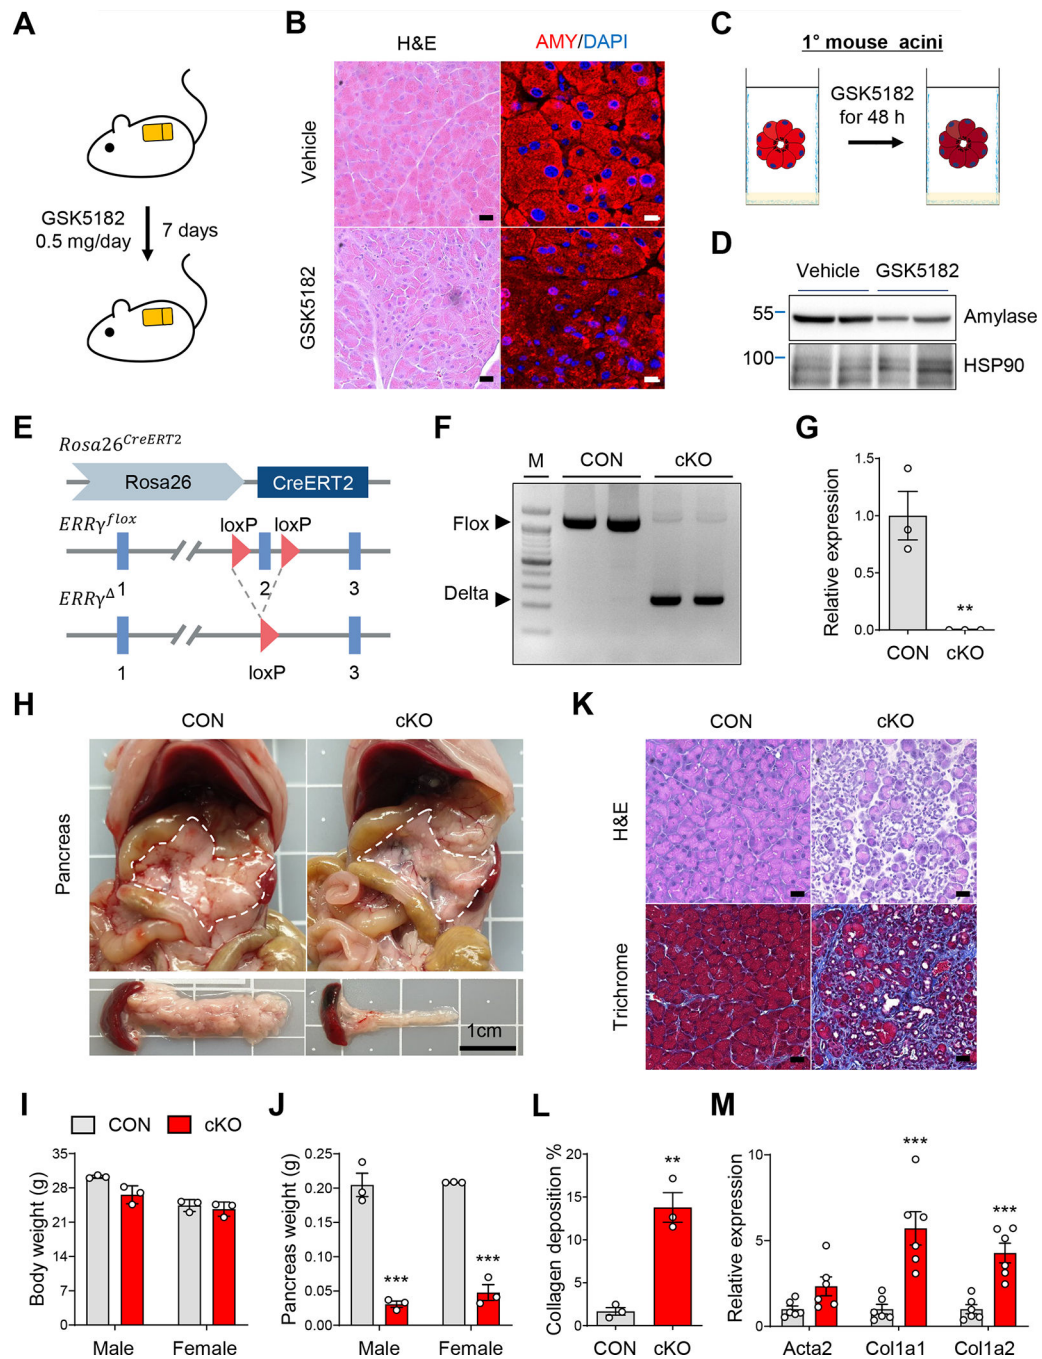 A
GSK5182
0.5 mg/day
7 days
B
H&E
AMY/DAPI
Vehicle
GSK5182
C
1° mouse acini
GSK5182
for 48 h
D
Vehicle
GSK5182
55
Amylase
100
HSP90
E
Rosa26CreERT2
Rosa26
CreERT2
ERRγflox
loxP
loxP
1
2
3
ERRγΔ
1
loxP
3
F
M
CON
cKO
Flox
Delta
G
Relative expression
1.5
1.0
0.5
0.0
**
CON
cKO
H
CON
cKO
Pancreas
1cm
K
CON
cKO
H&E
Trichrome
I
CON
cKO
Body weight (g)
35
28
21
14
7
0
Male
Female
J
Pancreas weight (g)
0.25
0.20
0.15
0.10
0.05
0.00
***
***
Male
Female
L
Collagen deposition %
20
15
10
5
0
**
CON
cKO
M
Relative expression
10
5
0
***
***
Acta2
Col1a1
Col1a2